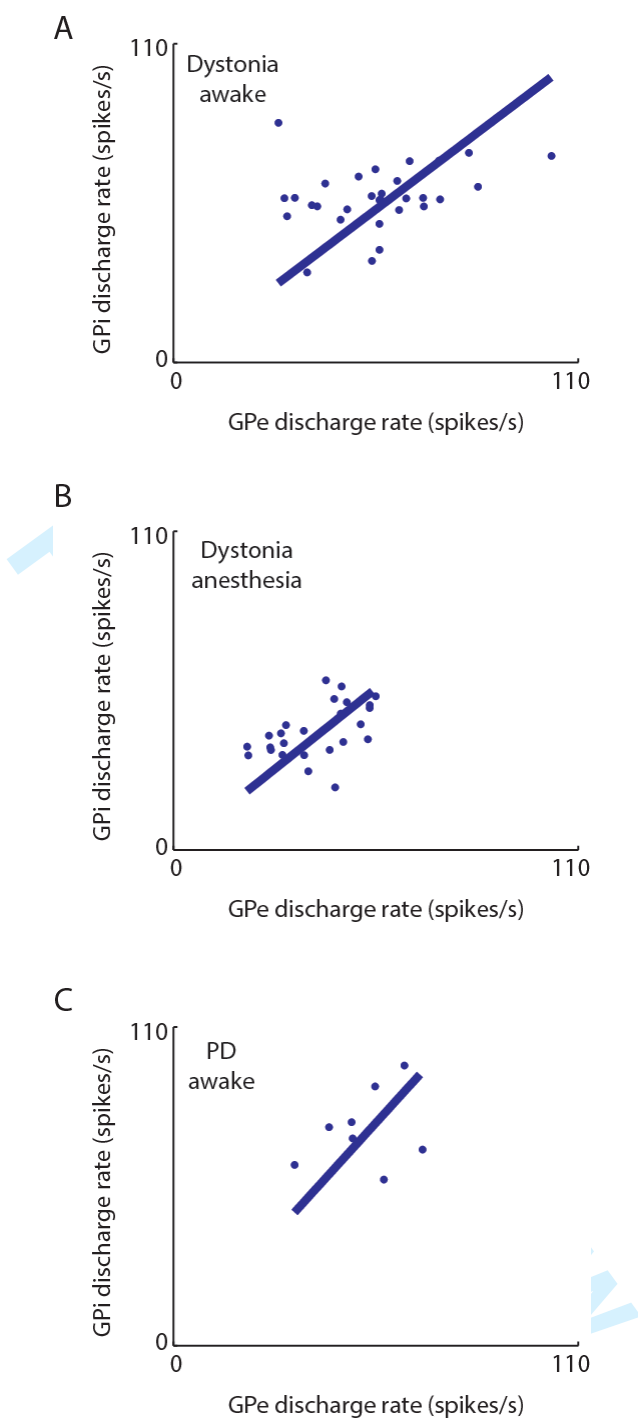 A
110
Dystonia
awake
GPi discharge rate (spikes/s)
0
0
110
GPe discharge rate (spikes/s)
B
110
Dystonia
anesthesia
GPi discharge rate (spikes/s)
0
0
110
GPe discharge rate (spikes/s)
C
110
PD
awake
GPi discharge rate (spikes/s)
0
0
110
GPe discharge rate (spikes/s)